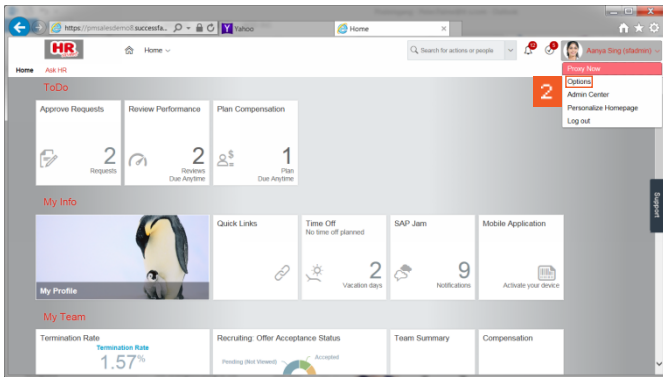 https://pmsalesdemo8.successfa...
Yahoo
Home
HR
Home
Search for actions or people
Aanya Sing (sfadmin)
Home
Ask HR
Proxy Now
Options
Admin Center
Personalize Homepage
Log out
2
ToDo
Approve Requests
2
Requests
Review Performance
2
Reviews
Due Anytime
Plan Compensation
1
Plan
Due Anytime
Support
My Info
My Profile
Quick Links
Time Off
No time off planned
2
Vacation days
SAP Jam
9
Notifications
Mobile Application
Activate your device
My Team
Termination Rate
Termination Rate
1.57%
Recruiting: Offer Acceptance Status
Pending (Not Viewed)
Accepted
Team Summary
Compensation